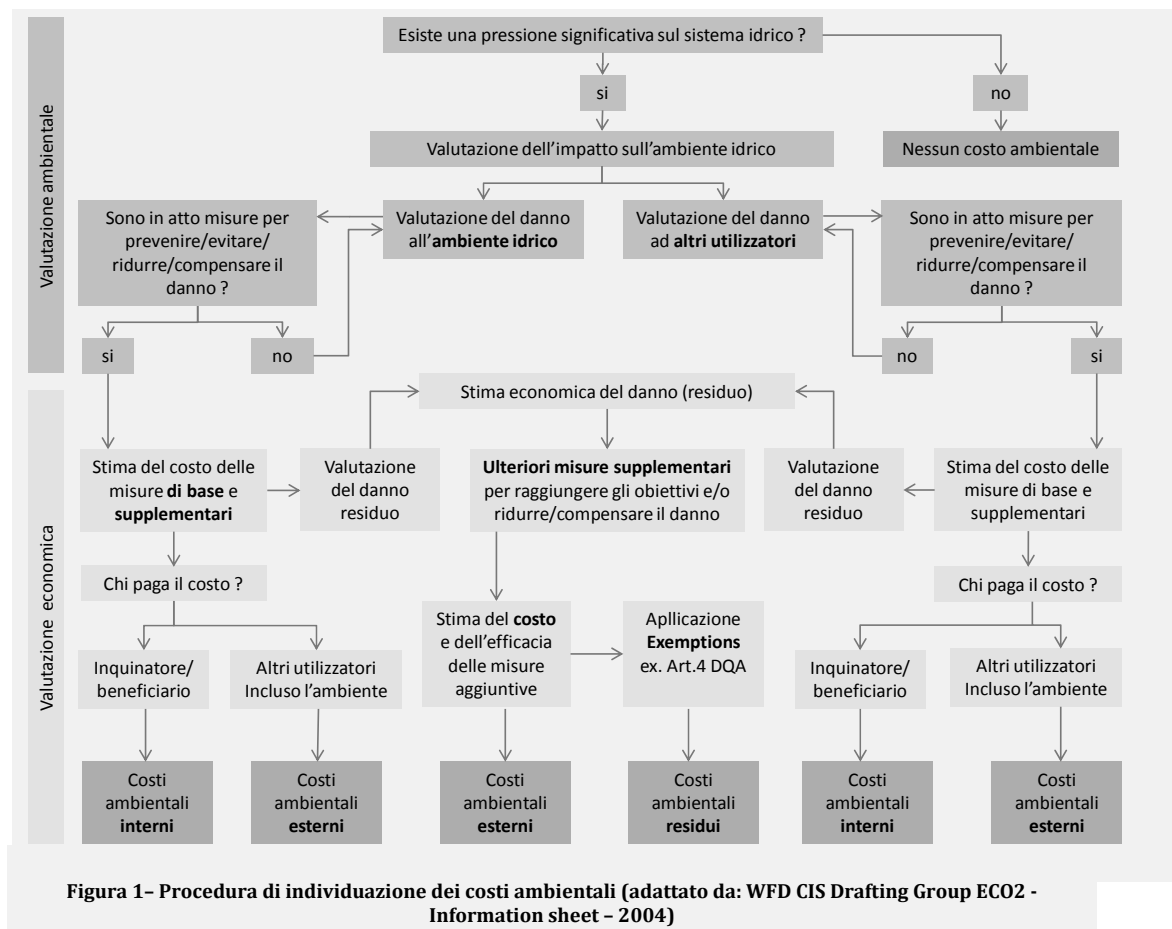 Esiste una pressione significativa sul sistema idrico ?
si
no
Valutazione dell'impatto sull'ambiente idrico
Nessun costo ambientale
Valutazione ambientale
Sono in atto misure per
prevenire/evitare/
ridurre/compensare il
danno ?
Valutazione del danno
all'ambiente idrico
Valutazione del danno
ad altri utilizzatori
Sono in atto misure per
prevenire/evitare/
ridurre/compensare il
danno ?
si
no
no
si
Stima economica del danno (residuo)
Valutazione economica
Stima del costo delle
misure di base e
supplementari
Valutazione
del danno
residuo
Ulteriori misure supplementari
per raggiungere gli obiettivi e/o
ridurre/compensare il danno
Valutazione
del danno
residuo
Stima del costo delle
misure di base e
supplementari
Chi paga il costo ?
Chi paga il costo ?
Inquinatore/
beneficiario
Altri utilizzatori
Incluso l'ambiente
Stima del costo
e dell'efficacia
delle misure
aggiuntive
Apllicazione
Exemptions
ex. Art.4 DQA
Inquinatore/
beneficiario
Altri utilizzatori
Incluso l'ambiente
Costi
ambientali
interni
Costi
ambientali
esterni
Costi
ambientali
esterni
Costi
ambientali
residui
Costi
ambientali
interni
Costi
ambientali
esterni
Figura 1– Procedura di individuazione dei costi ambientali (adattato da: WFD CIS Drafting Group ECO2 -
Information sheet – 2004)